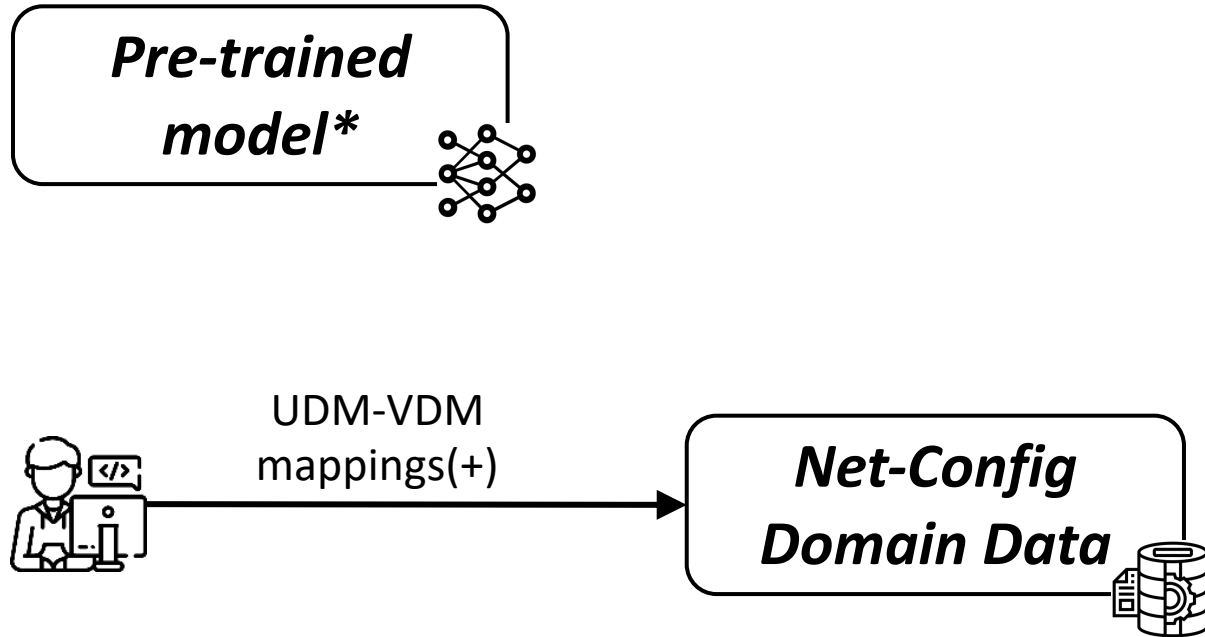 Pre-trained
model*
UDM-VDM
mappings(+)
</>
Net-Config
Domain Data